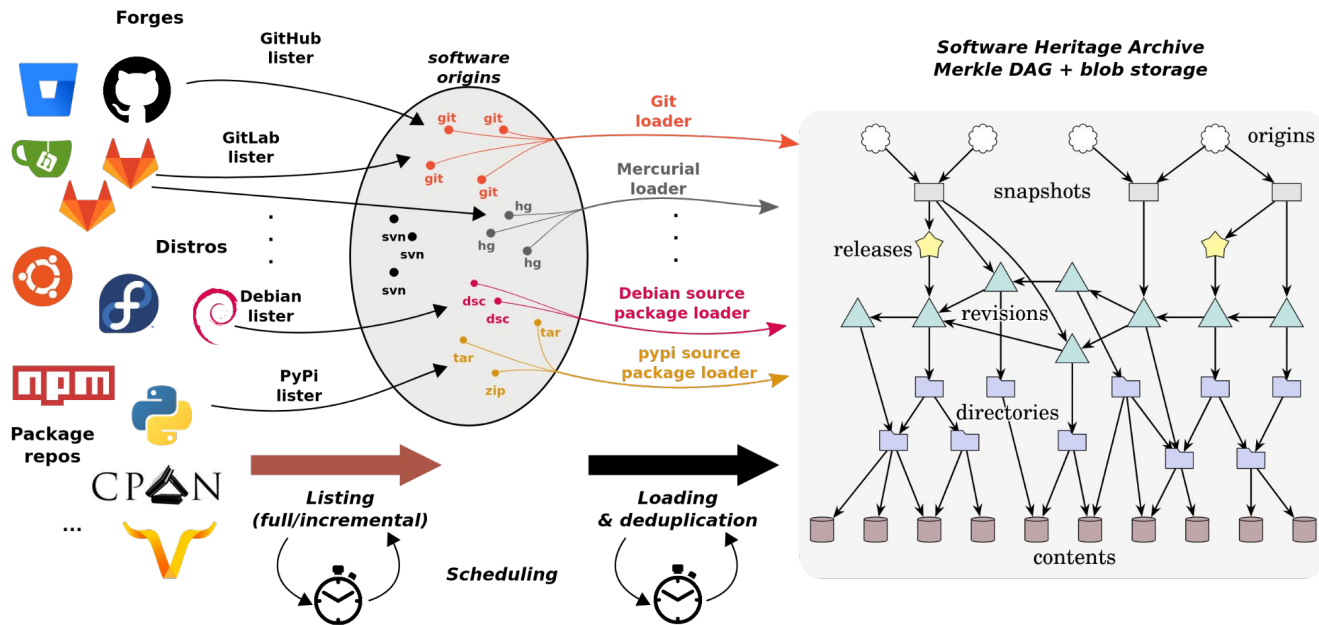 Forges
GitHub
lister
software
origins
Software Heritage Archive
Merkle DAG + blob storage
git
git
Git
loader
GitLab
lister
git
git
origins
Mercurial
loader
snapshots
hg
hg
hg
.
.
.
.
.
.
svn
svn
svn
Distros
releases
Debian
lister
dsc
dsc
Debian source
package loader
revisions
tar
tar
zip
pypi source
package loader
PyPi
lister
npm
Package
repos
directories
CPAN
...
Listing
(full/incremental)
Loading
& deduplication
contents
Scheduling